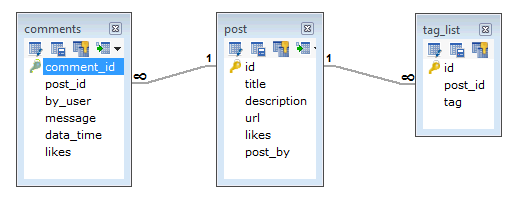 comments
comment_id
post_id
by_user
message
data_time
likes
∞
1
post
id
title
description
url
likes
post_by
1
∞
tag_list
id
post_id
tag